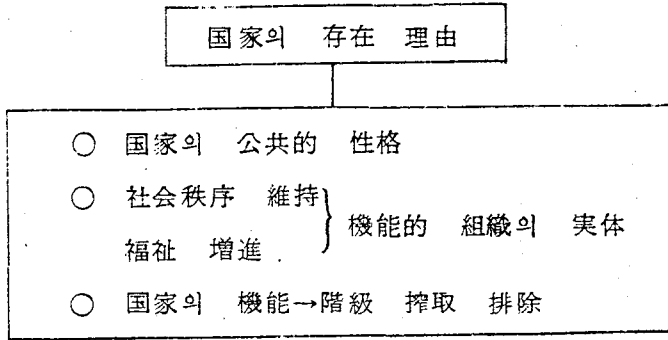 国家의 存在 理由
○ 国家의 公共的 性格
○ 社会秩序 維持
福祉 増進
} 機能的 組織의 実体
○ 国家의 機能→階級 搾取 排除